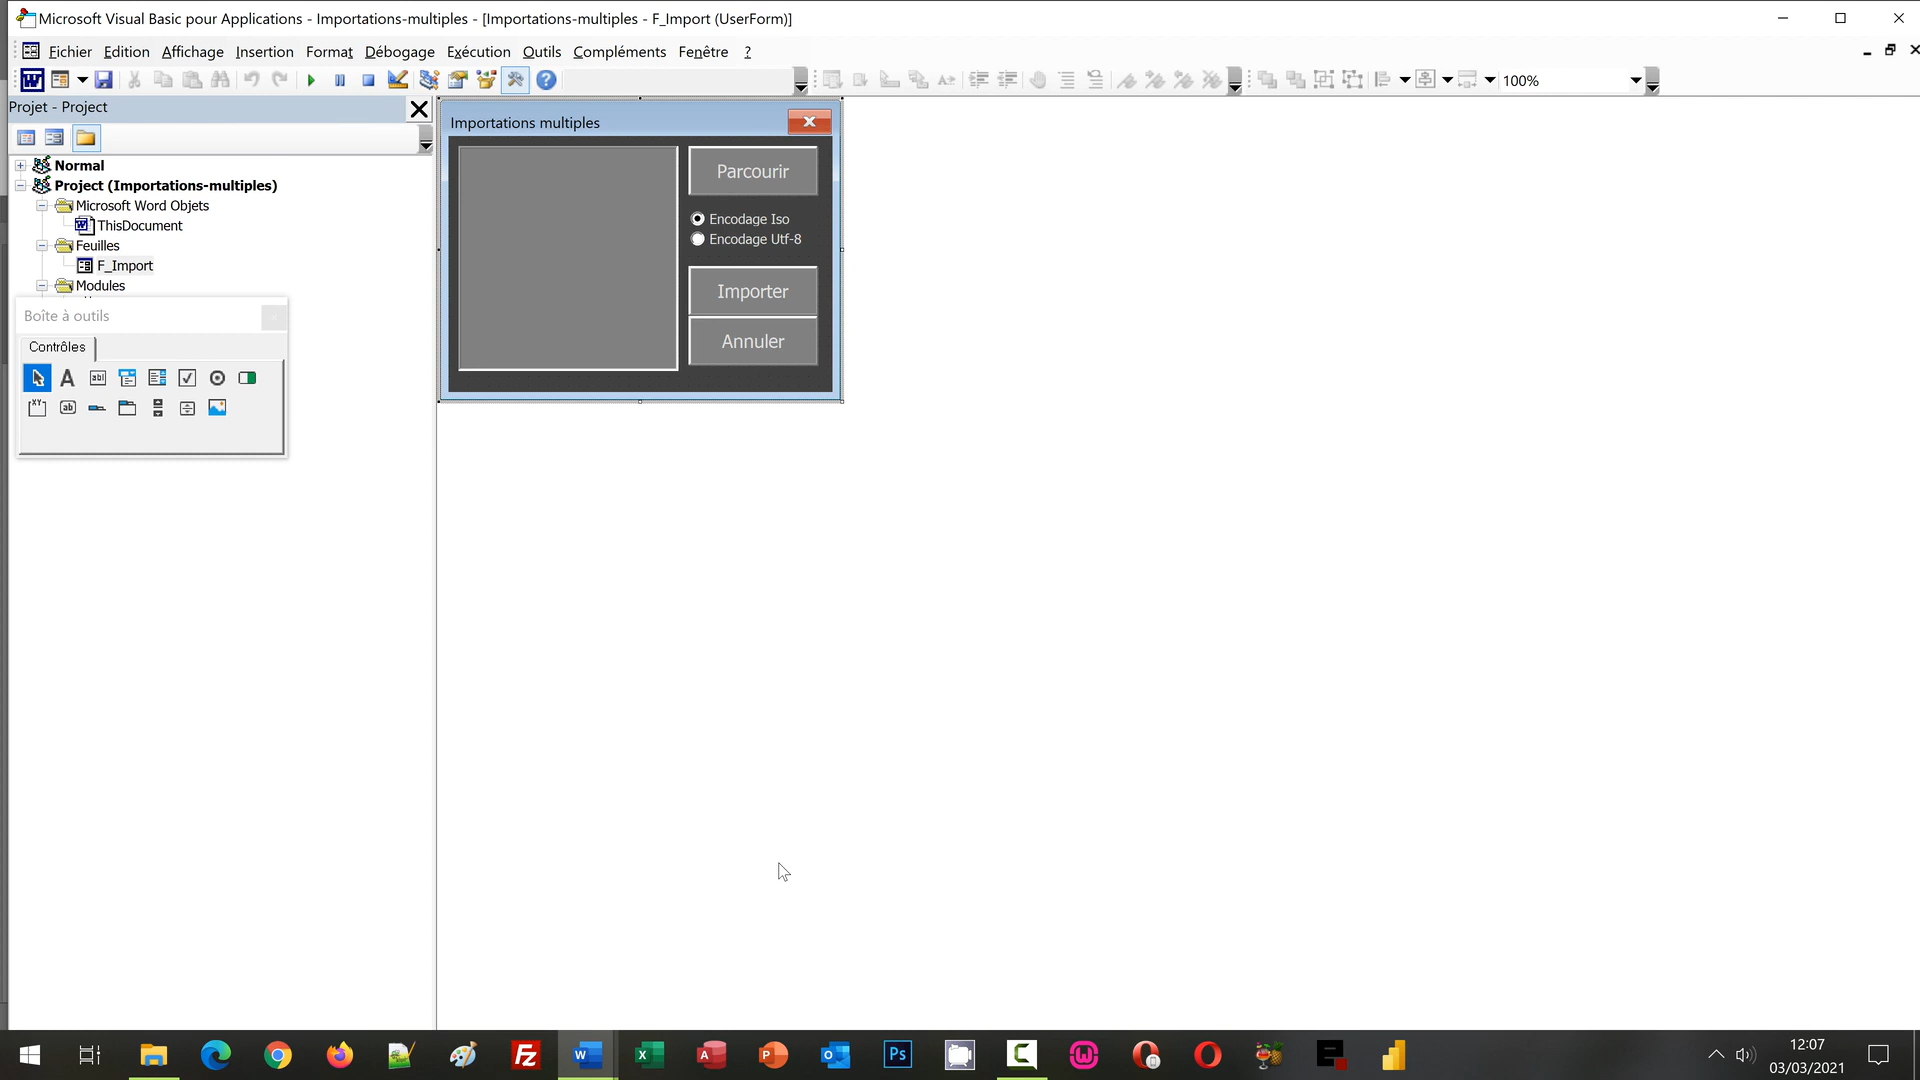 Microsoft Visual Basic pour Applications - Importations-multiples - [Importations-multiples - F_Import (UserForm)]
Fichier Edition Affichage Insertion Format Débogage Exécution Outils Compléments Fenêtre ?
100%
Projet - Project
Normal
Project (Importations-multiples)
Microsoft Word Objets
ThisDocument
Feuilles
F_Import
Modules
Boîte à outils
Contrôles
Importations multiples
Parcourir
Encodage Iso
Encodage Utf-8
Importer
Annuler
12:07
03/03/2021